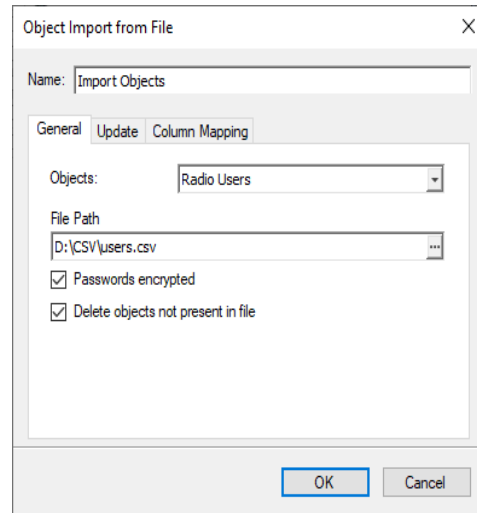 Object Import from File
Name: Import Objects
General Update Column Mapping
Objects: Radio Users
File Path
D:\CSV\users.csv ...
Passwords encrypted
Delete objects not present in file
OK Cancel